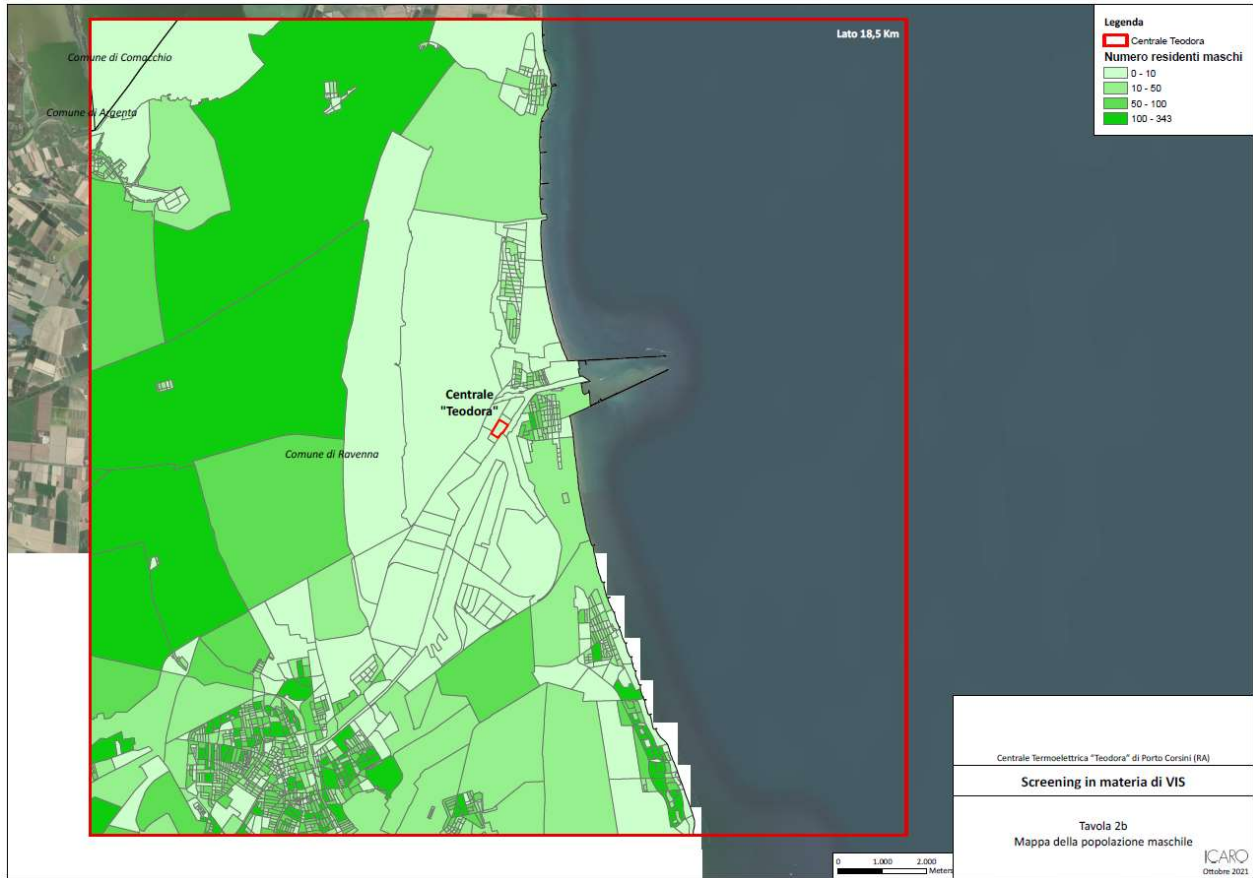 Lato 18,5 Km
Legenda
Centrale Teodora
Numero residenti maschi
0 - 10
10 - 50
50 - 100
100 - 343
Comune di Comacchio
Comune di Argenta
Centrale
"Teodora"
Comune di Ravenna
Centrale Termoelettrica "Teodora" di Porto Corsini (RA)
Screening in materia di VIS
Tavola 2b
Mappa della popolazione maschile
ICARO
Ottobre 2021
0 1.000 2.000
Meters